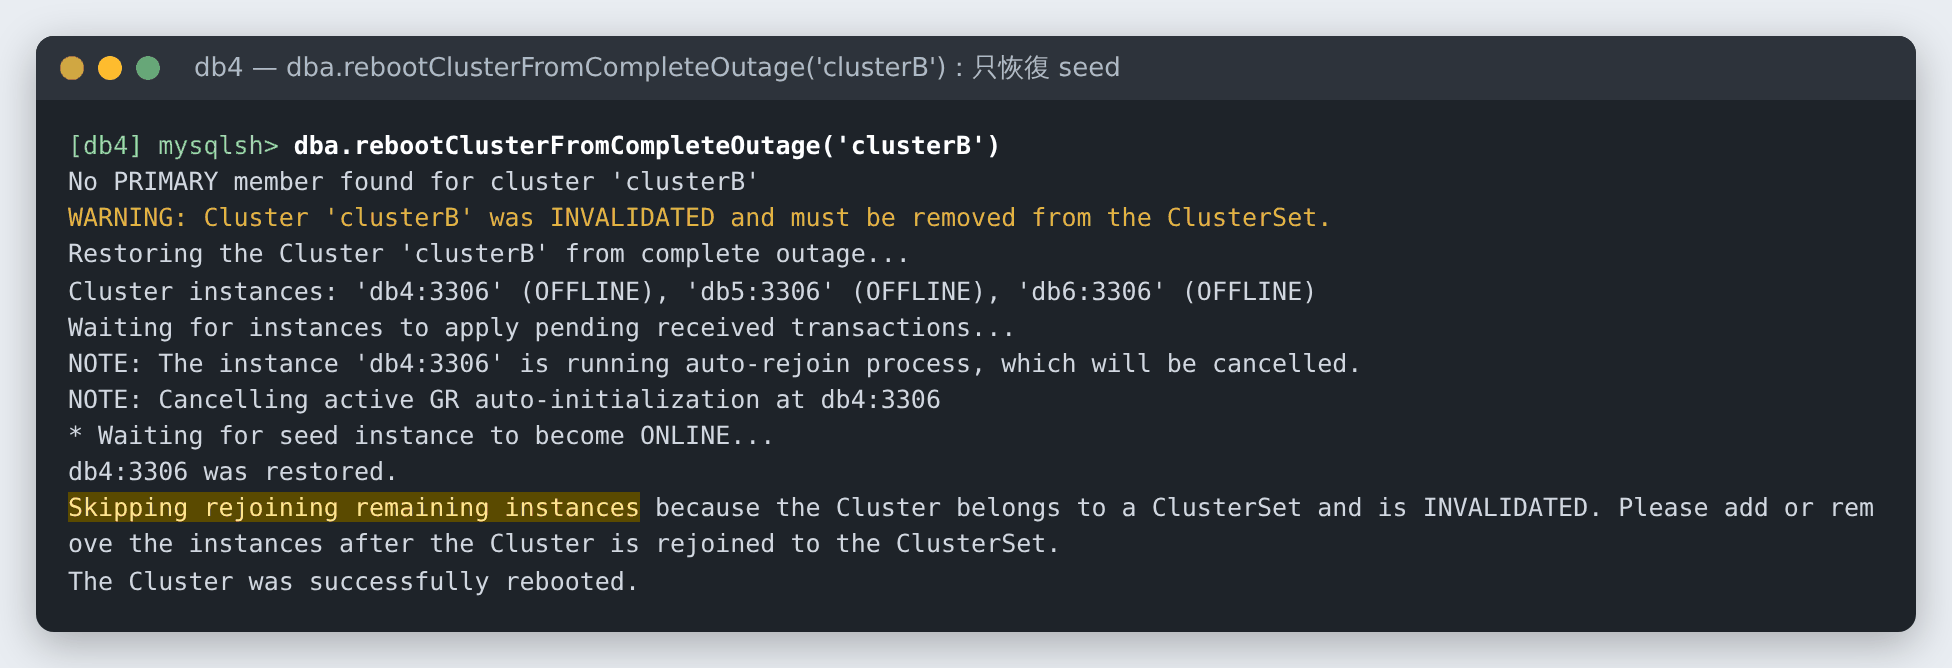 db4 — dba.rebootClusterFromCompleteOutage('clusterB')：只恢復 seed
[db4] mysqlsh> dba.rebootClusterFromCompleteOutage('clusterB')
No PRIMARY member found for cluster 'clusterB'
WARNING: Cluster 'clusterB' was INVALIDATED and must be removed from the ClusterSet.
Restoring the Cluster 'clusterB' from complete outage...
Cluster instances: 'db4:3306' (OFFLINE), 'db5:3306' (OFFLINE), 'db6:3306' (OFFLINE)
Waiting for instances to apply pending received transactions...
NOTE: The instance 'db4:3306' is running auto-rejoin process, which will be cancelled.
NOTE: Cancelling active GR auto-initialization at db4:3306
* Waiting for seed instance to become ONLINE...
db4:3306 was restored.
Skipping rejoining remaining instances because the Cluster belongs to a ClusterSet and is INVALIDATED. Please add or rem
ove the instances after the Cluster is rejoined to the ClusterSet.
The Cluster was successfully rebooted.